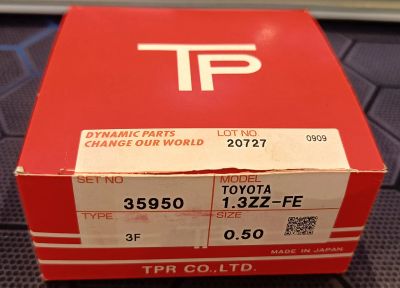 TP
DYNAMIC PARTS
CHANGE OUR WORLD
LOT NO.
20727
0909
SET NO
35950
MODEL
TOYOTA
1.3ZZ-FE
TYPE
3F
SIZE
0.50
MADE IN JAPAN
TPR CO.,LTD.